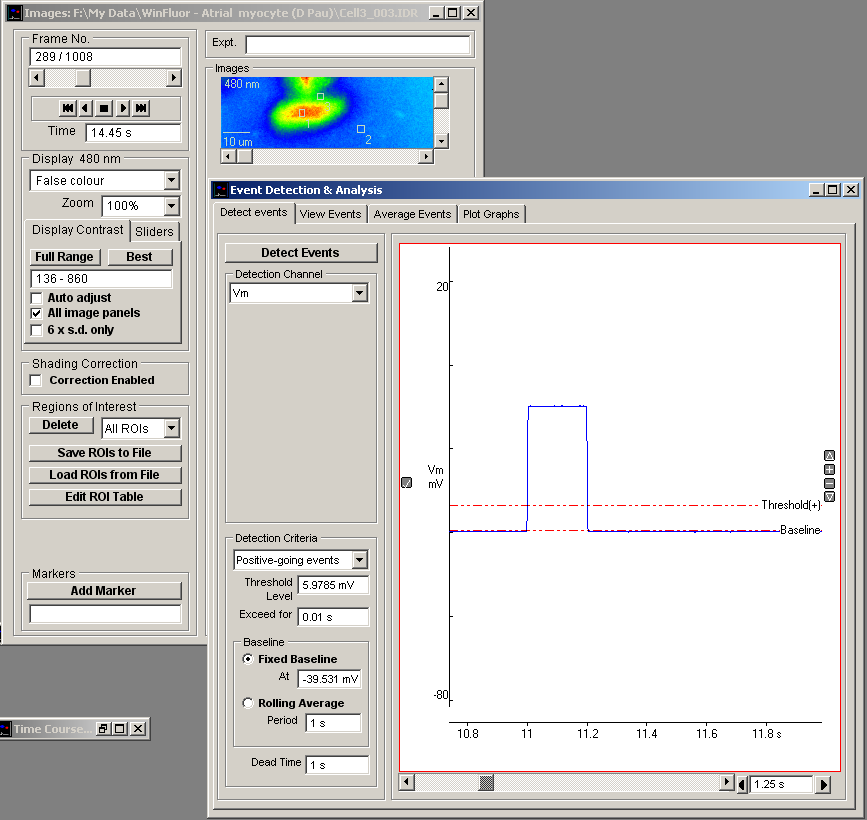 Images: F:\My Data\WinFluor - Atrial myocyte (D Pau)\Cell3_003.IDR
Frame No.
289 / 1008
Time 14.45 s
Display 480 nm
False colour
Zoom 100%
Display Contrast Sliders
Full Range Best
136 - 860
Auto adjust
All image panels
6 x s.d. only
Shading Correction
Correction Enabled
Regions of Interest
Delete All ROIs
Save ROIs to File
Load ROIs from File
Edit ROI Table
Markers
Add Marker
Expt.
Images
480 nm
10 um
1
2
Time Course...
Event Detection & Analysis
Detect events View Events Average Events Plot Graphs
Detect Events
Detection Channel
Vm
Detection Criteria
Positive-going events
Threshold Level 5.9785 mV
Exceed for 0.01 s
Baseline
Fixed Baseline
At -39.531 mV
Rolling Average
Period 1 s
Dead Time 1 s
20
Vm
mV
Threshold(+)
Baseline
-80
10.8 11 11.2 11.4 11.6 11.8 s
1.25 s